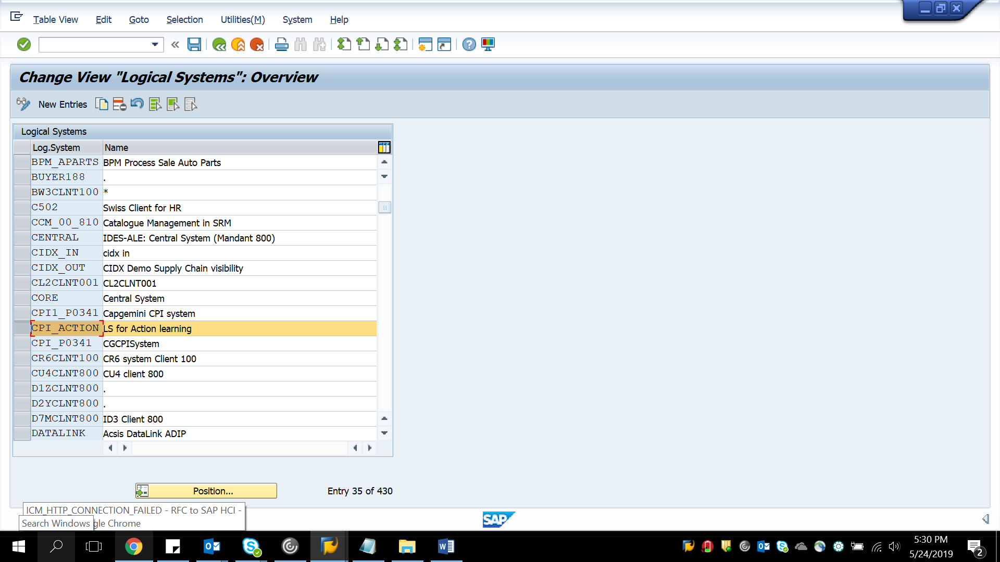 Table View Edit Goto Selection Utilities(M) System Help
Change View "Logical Systems": Overview
New Entries
Logical Systems
Log.System Name
BPM_APARTS BPM Process Sale Auto Parts
BUYER188 .
BW3CLNT100 *
C502 Swiss Client for HR
CCM_00_810 Catalogue Management in SRM
CENTRAL IDES-ALE: Central System (Mandant 800)
CIDX_IN cidx in
CIDX_OUT CIDX Demo Supply Chain visibility
CL2CLNT001 CL2CLNT001
CORE Central System
CPI1_P0341 Capgemini CPI system
CPI_ACTION LS for Action learning
CPI_P0341 CGCPISystem
CR6CLNT100 CR6 system Client 100
CU4CLNT800 CU4 client 800
D1ZCLNT800 .
D2YCLNT800 .
D7MCLNT800 ID3 Client 800
DATALINK Acsis DataLink ADIP
Position... Entry 35 of 430
ICM_HTTP_CONNECTION_FAILED - RFC to SAP HCI -
Search Windows gle Chrome
SAP
5:30 PM
5/24/2019
2